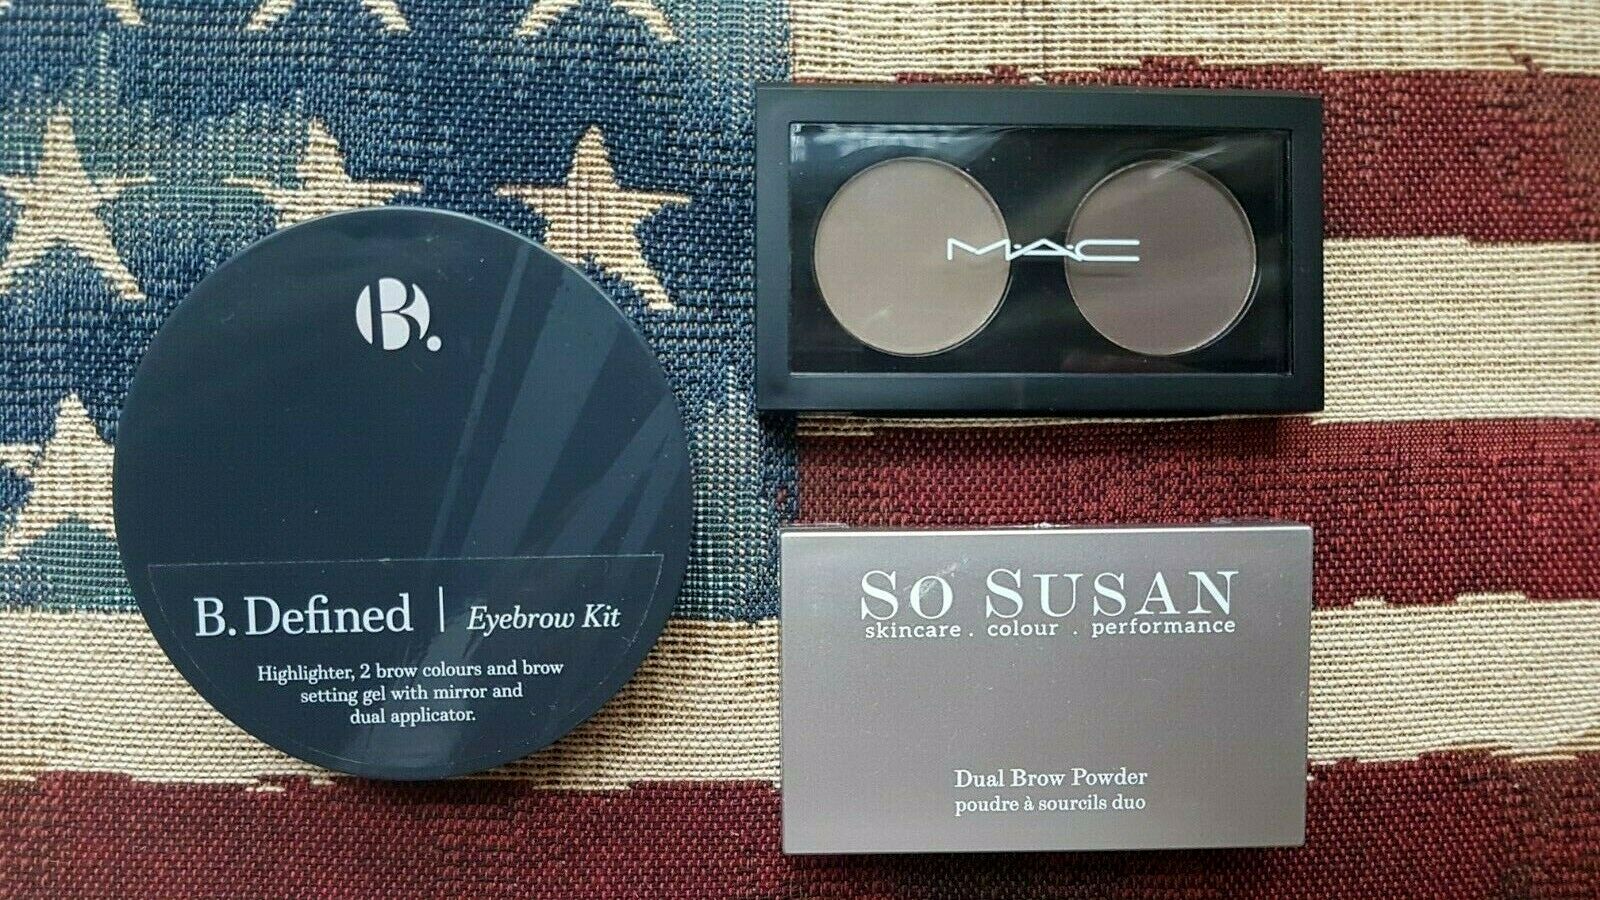 B.
B. Defined | Eyebrow Kit
Highlighter, 2 brow colours and brow
setting gel with mirror and
dual applicator.
M·A·C
SO SUSAN
skincare . colour . performance
Dual Brow Powder
poudre à sourcils duo